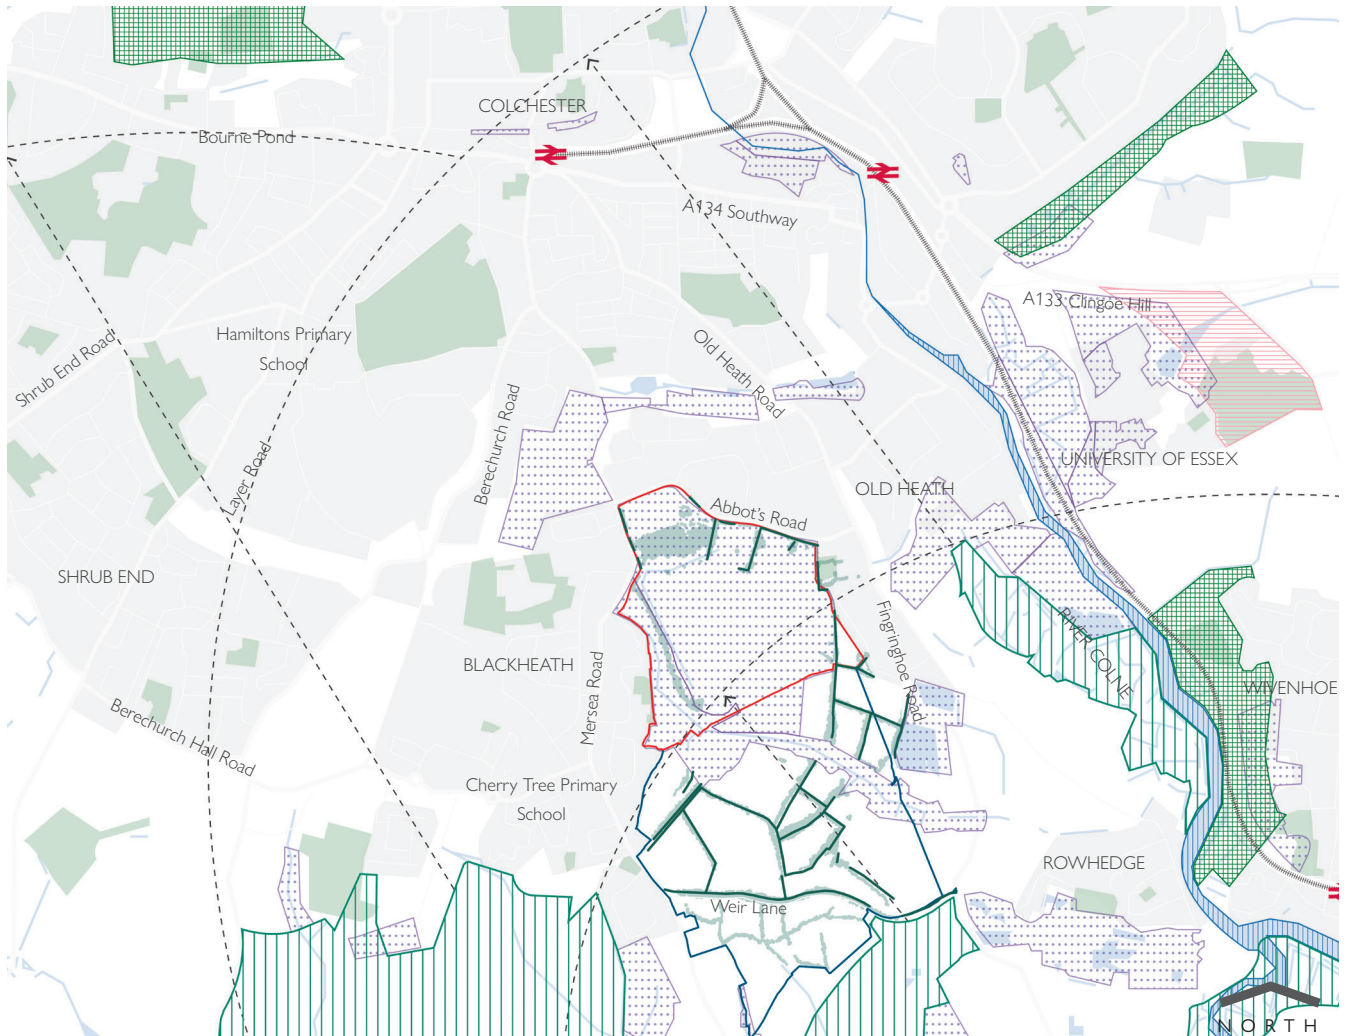 COLCHESTER
Bourne Pond
A134 Southway
A133 Clingoe Hill
Hamiltons Primary
School
Shrub End Road
Old Heath Road
Berechurch Road
Layer Road
UNIVERSITY OF ESSEX
OLD HEATH
Abbot's Road
SHRUB END
Fingringhoe Road
RIVER COLNE
BLACKHEATH
Mersea Road
WIVENHOE
Berechurch Hall Road
Cherry Tree Primary
School
ROWHEDGE
Weir Lane
NORTH